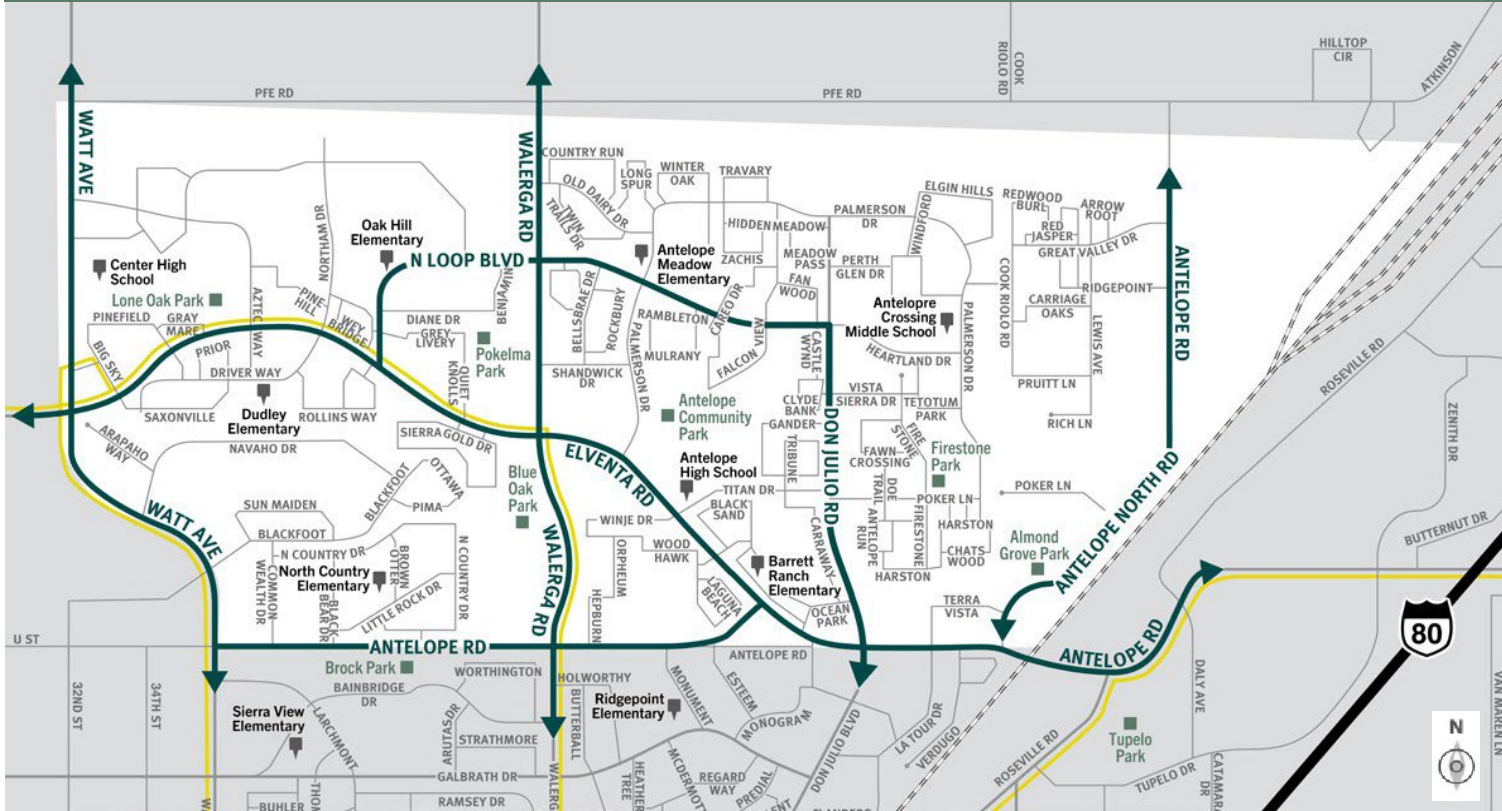 HILLTOP
CIR
ATKINSON
COOK
RIOLO RD
PFE RD
PFE RD
WATT AVE
WALERGA RD
COUNTRY RUN
LONG
SPUR
WINTER
OAK
TRAVARY
OLD DAIRY DR
TWIN
TRAILS DR
ELGIN HILLS
REDWOOD
BURL
ARROW
ROOT
RED
JASPER
GREAT VALLEY DR
PALMERSON
DR
WINDFORD
HIDDEN
MEADOW
MEADOW
PASS
ZACHIS
PERTH
GLEN DR
FAN
WOOD
NORTHAM DR
Oak Hill
Elementary
N LOOP BLVD
Antelope
Meadow
Elementary
Center High
School
Lone Oak Park
BENJAMIN
BELLSBRAE DR
ROCKBURY
CAREO DR
RAMBLETON
VIEW
FALCON
MULRANY
Antelopre
Crossing
Middle School
COOK RIOLO RD
RIDGEPOINT
CARRIAGE
OAKS
LEWIS AVE
ANTELOPE RD
PINEFIELD
GRAY
MARE
AZTEC WAY
PINE-
HILL
WEY
BRIDGE
DIANE DR
GREY
LIVERY
Pokelma
Park
BIG SKY
PRIOR
DRIVER WAY
QUIET
KNOLLS
SHANDWICK
DR
PALMERSON DR
CASTLE
WYND
HEARTLAND DR
PALMERSON DR
PRUITT LN
ROSEVILLE RD
ZENITH DR
Dudley
Elementary
SAXONVILLE
ROLLINS WAY
VISTA
SIERRA DR
TETOTUM
PARK
CLYDE
BANK
GANDER
DON JULIO RD
RICH LN
Antelope
Community
Park
ARAPAHO
WAY
NAVAHO DR
SIERRA GOLD DR
ELVENTA RD
TRIBUNE
FIRE
STONE
FAWN
CROSSING
Firestone
Park
BLACKFOOT
OTTAWA
PIMA
Blue
Oak
Park
Antelope
High School
TITAN DR
DOE
TRAIL
POKER LN
POKER LN
ANTELOPE NORTH RD
SUN MAIDEN
BLACKFOOT
WATT AVE
WINJE DR
BLACK
SAND
ANTELOPE
RUN
FIRESTONE
HARSTON
BUTTERNUT DR
N COUNTRY DR
COMMON
WEALTH DR
BROWN
OTTER
N COUNTRY DR
WALERGA RD
ORPHEUM
WOOD
HAWK
CARRAWAY
CHATS
WOOD
HARSTON
Almond
Grove Park
North Country
Elementary
Barrett
Ranch
Elementary
LITTLE ROCK DR
BLACK
BEAR DR
HEPBURN
LAGUNA
BEACH
OCEAN
PARK
TERRA
VISTA
80
U ST
ANTELOPE RD
ANTELOPE RD
ANTELOPE RD
Brock Park
WORTHINGTON
HOLWORTHY
32ND ST
34TH ST
BAINBRIDGE
DR
LARCHMONT
ARUTAS DR
BUTTERBALL
Ridgepoint
Elementary
MONUMENT
ESTEEM
MONOGRAM
DON JULIO BLVD
LA TOUR DR
VERDUGO
DALY AVE
VAN MAREN LN
Sierra View
Elementary
STRATHMORE
Tupelo
Park
N
GALBRATH DR
MCDERMOTT
REGARD
WAY
PREDIAL
HEATHER
TREE
ROSEVILLE RD
TUPELO DR
BUHLER
RAMSEY DR